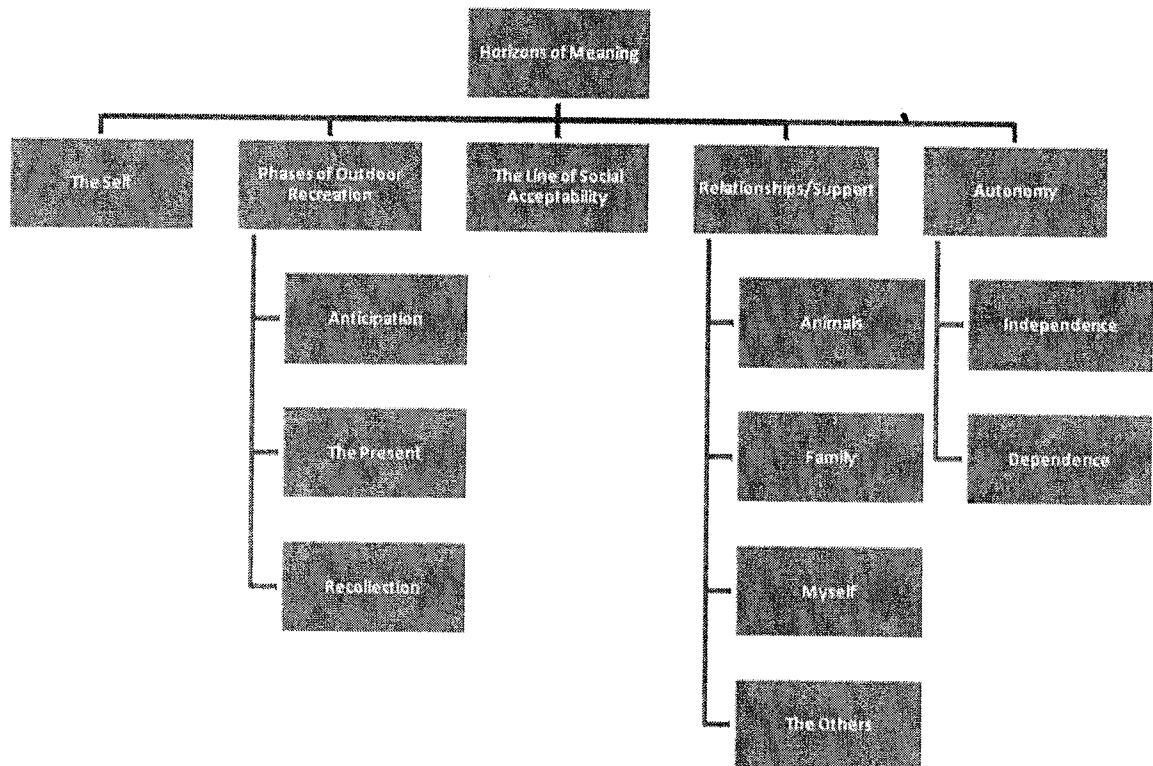 Horizons of Meaning
The Self
Phases of Outdoor
Recreation
The Line of Social
Acceptability
Relationships/Support
Autonomy
Anticipation
The Present
Recollection
Animals
Family
Myself
The Others
Independence
Dependence